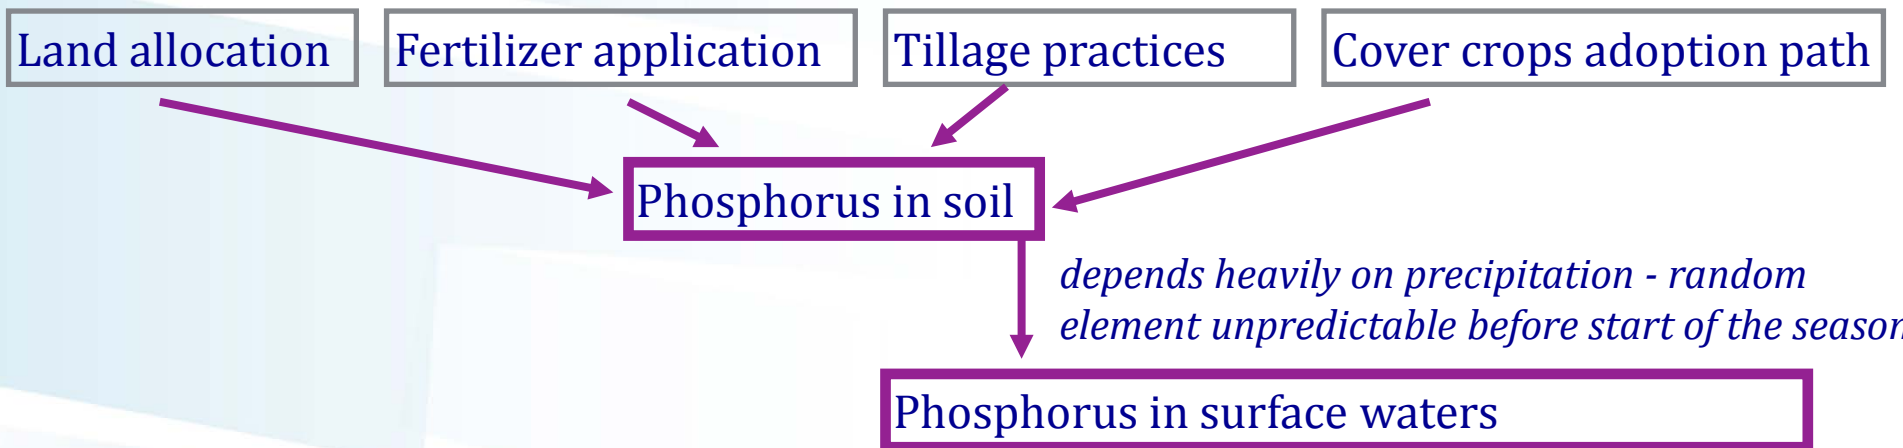 Land allocation
Fertilizer application
Tillage practices
Cover crops adoption path
Phosphorus in soil
depends heavily on precipitation - random
element unpredictable before start of the season
Phosphorus in surface waters